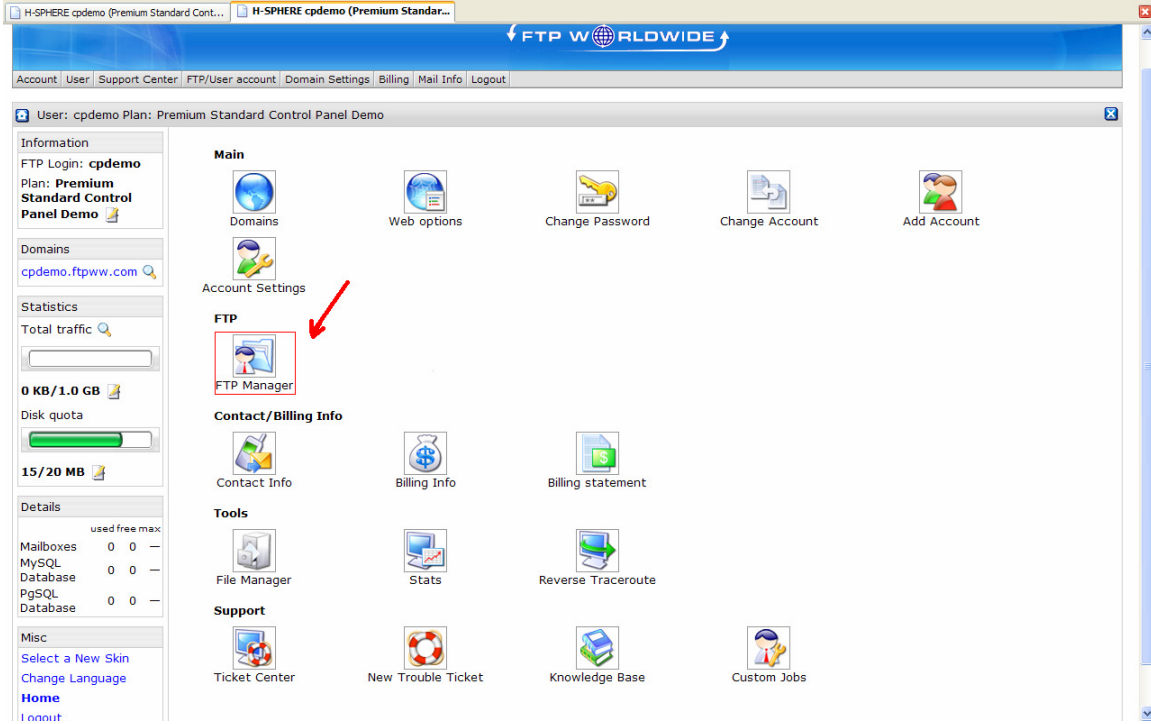 H-SPHERE cpdemo (Premium Standard Cont...
H-SPHERE cpdemo (Premium Standar...
FTP W RLDWIDE
Account User Support Center FTP/User account Domain Settings Billing Mail Info Logout
User: cpdemo Plan: Premium Standard Control Panel Demo
Information
FTP Login: cpdemo
Plan: Premium
Standard Control
Panel Demo
Domains
cpdemo.ftpww.com
Statistics
Total traffic
0 KB/1.0 GB
Disk quota
15/20 MB
Details
used free max
Mailboxes 0 0 —
MySQL
Database 0 0 —
PgSQL
Database 0 0 —
Misc
Select a New Skin
Change Language
Home
Logout
Main
Domains Web options Change Password Change Account Add Account
Account Settings
FTP
FTP Manager
Contact/Billing Info
Contact Info Billing Info Billing statement
Tools
File Manager Stats Reverse Traceroute
Support
Ticket Center New Trouble Ticket Knowledge Base Custom Jobs